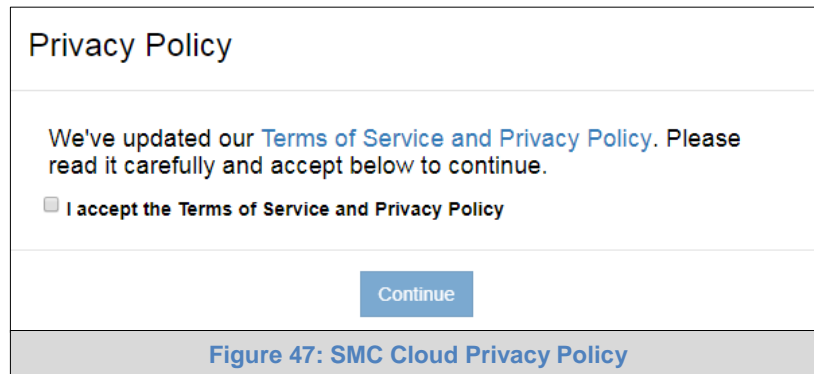 Privacy Policy
We've updated our Terms of Service and Privacy Policy. Please
read it carefully and accept below to continue.
I accept the Terms of Service and Privacy Policy
Continue
Figure 47: SMC Cloud Privacy Policy